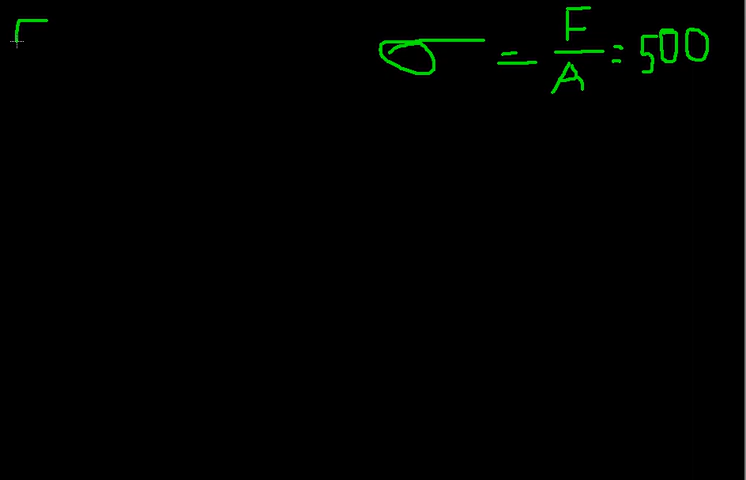 σ = F/A = 500